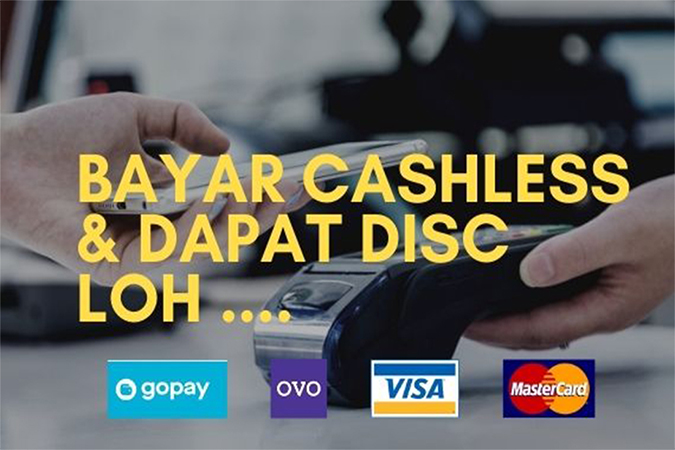 BAYAR CASHLESS
& DAPAT DISC
LOH ....
gopay
OVO
VISA
MasterCard